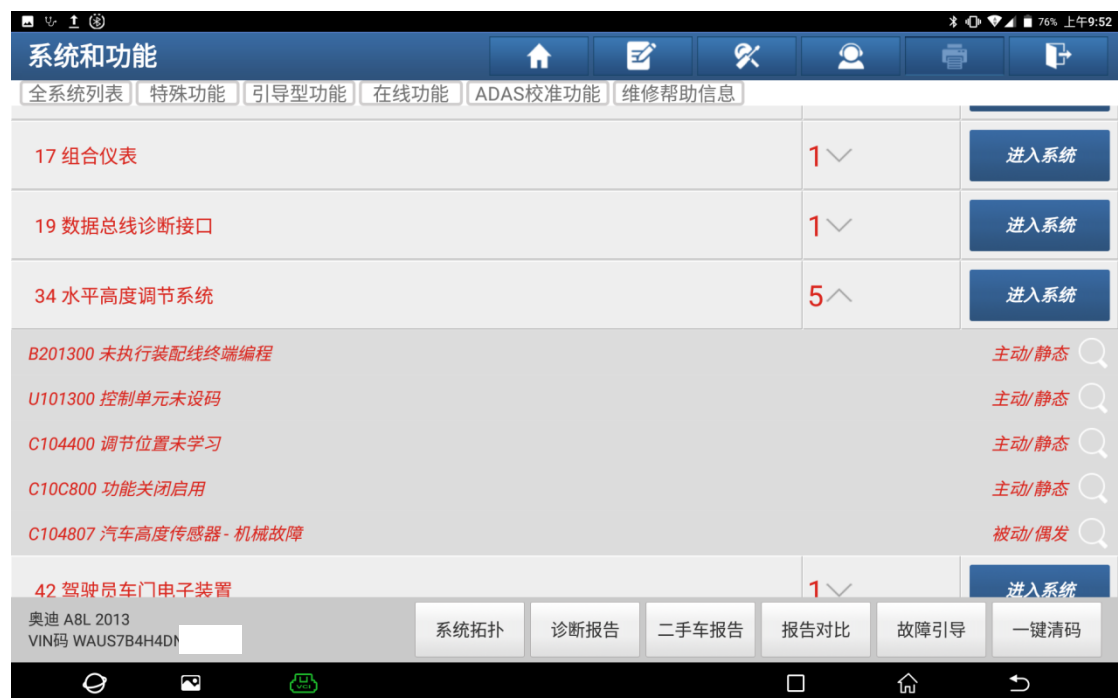 76% 上午9:52
系统和功能
全系统列表 特殊功能 引导型功能 在线功能 ADAS校准功能 维修帮助信息
17 组合仪表 1 进入系统
19 数据总线诊断接口 1 进入系统
34 水平高度调节系统 5 进入系统
B201300 未执行装配线终端编程 主动/静态
U101300 控制单元未设码 主动/静态
C104400 调节位置未学习 主动/静态
C10C800 功能关闭启用 主动/静态
C104807 汽车高度传感器 - 机械故障 被动/偶发
42 驾驶员车门电子装置 1 进入系统
奥迪 A8L 2013
VIN码 WAUS7B4H4DN
系统拓扑 诊断报告 二手车报告 报告对比 故障引导 一键清码
VCI